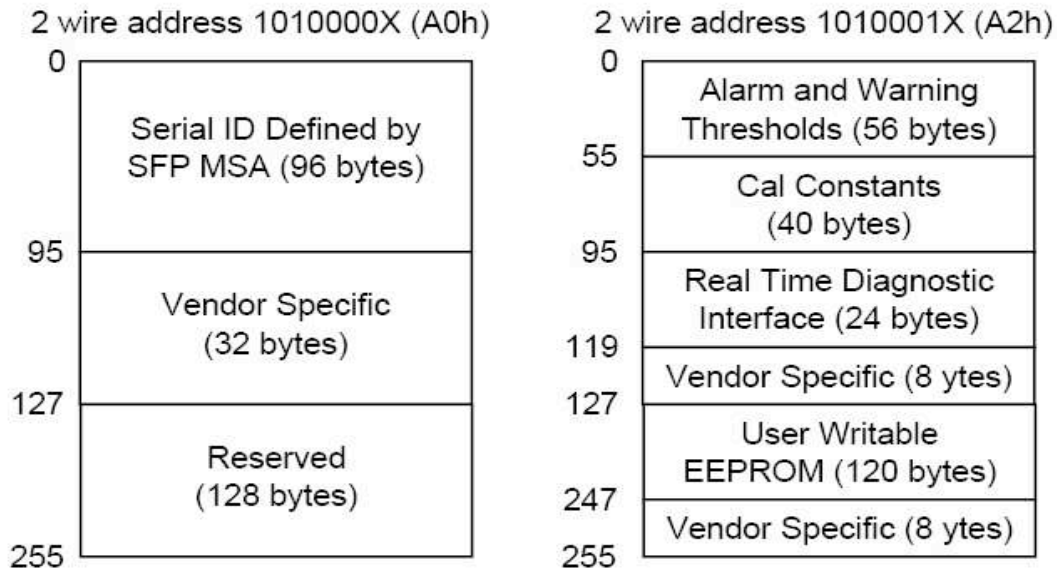 2 wire address 1010000X (A0h)
0
Serial ID Defined by
SFP MSA (96 bytes)
95
Vendor Specific
(32 bytes)
127
Reserved
(128 bytes)
255
2 wire address 1010001X (A2h)
0
Alarm and Warning
Thresholds (56 bytes)
55
Cal Constants
(40 bytes)
95
Real Time Diagnostic
Interface (24 bytes)
119
Vendor Specific (8 ytes)
127
User Writable
EEPROM (120 bytes)
247
Vendor Specific (8 ytes)
255